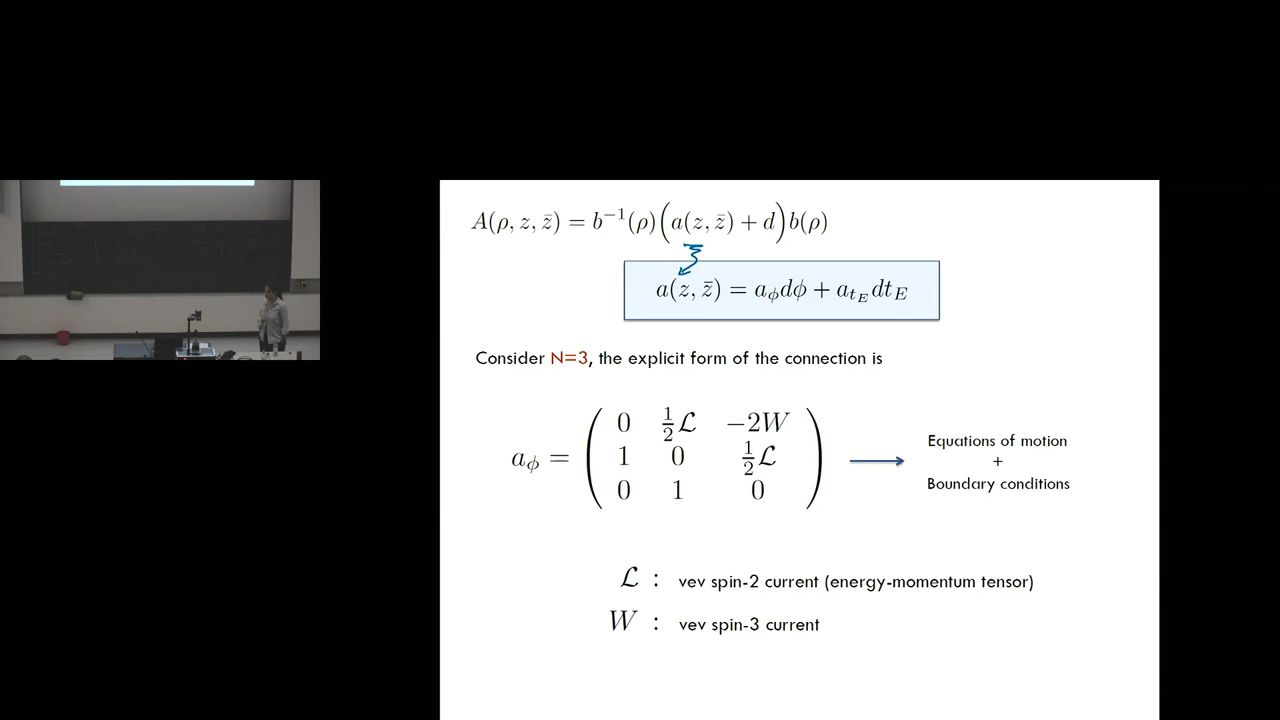 A(ρ, z, z̄) = b⁻¹(ρ)(a(z, z̄) + d)b(ρ)
a(z, z̄) = a_ϕ dϕ + a_{t_E} dt_E
Consider N=3, the explicit form of the connection is
a_ϕ = ( 0 ½ℒ −2W
1 0 ½ℒ
0 1 0 )
Equations of motion
+
Boundary conditions
ℒ : vev spin-2 current (energy-momentum tensor)
W : vev spin-3 current